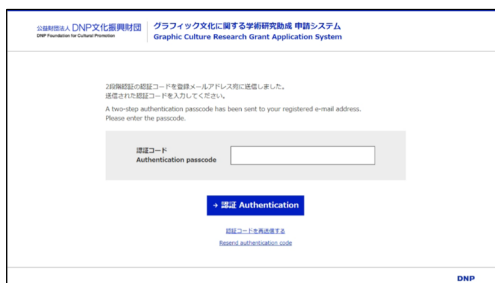 公益財団法人 DNP文化振興財団
DNP Foundation for Cultural Promotion
グラフィック文化に関する学術研究助成 申請システム
Graphic Culture Research Grant Application System
2段階認証の認証コードを登録メールアドレス宛に送信しました。
送信された認証コードを入力してください。
A two-step authentication passcode has been sent to your registered e-mail address.
Please enter the passcode.
認証コード
Authentication passcode
→ 認証 Authentication
認証コードを再送信する
Resend authentication code
DNP